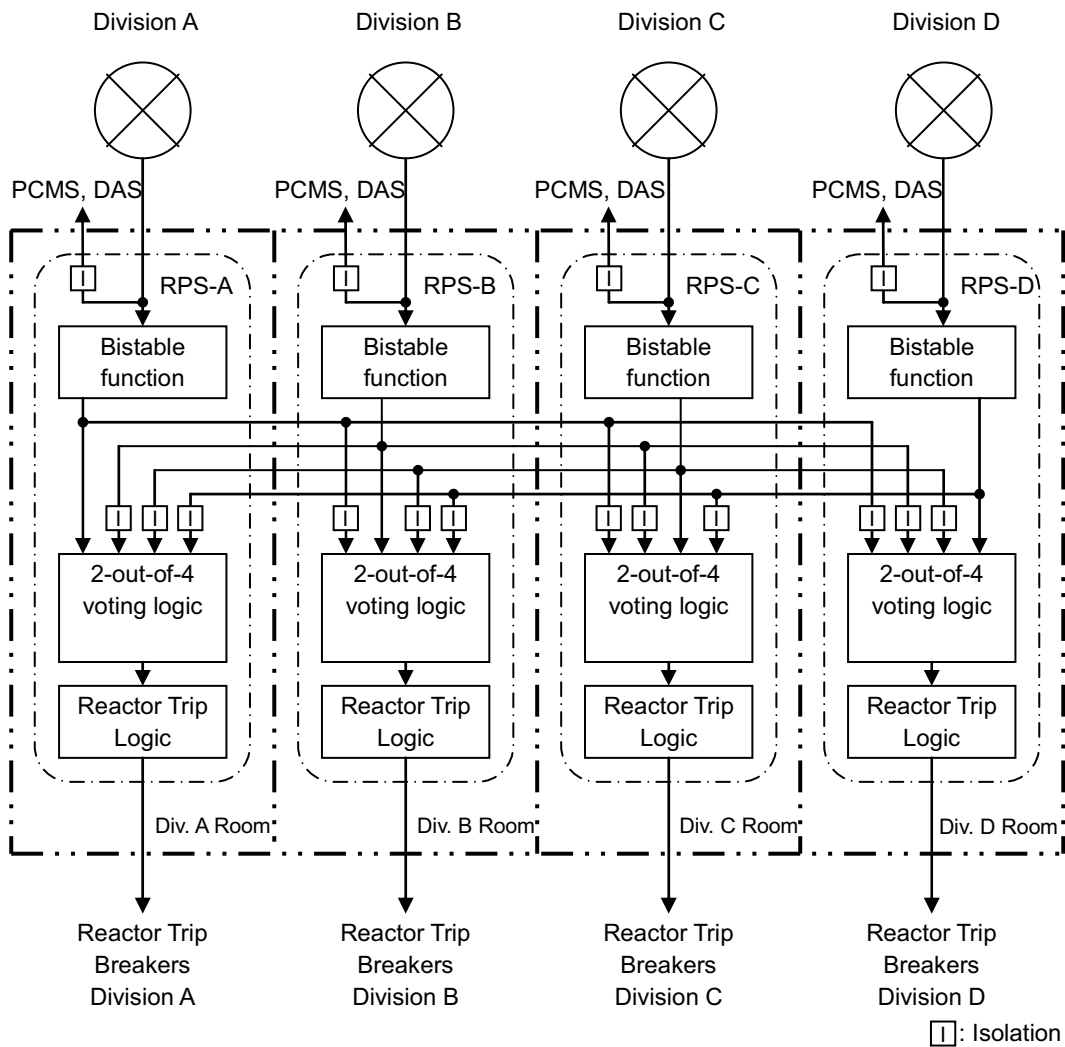 Division A
Division B
Division C
Division D
PCMS, DAS
PCMS, DAS
PCMS, DAS
PCMS, DAS
I
RPS-A
I
RPS-B
I
RPS-C
I
RPS-D
Bistable
function
Bistable
function
Bistable
function
Bistable
function
I
I
I
I
I
I
I
I
I
I
I
I
2-out-of-4
voting logic
2-out-of-4
voting logic
2-out-of-4
voting logic
2-out-of-4
voting logic
Reactor Trip
Logic
Reactor Trip
Logic
Reactor Trip
Logic
Reactor Trip
Logic
Div. A Room
Div. B Room
Div. C Room
Div. D Room
Reactor Trip
Breakers
Division A
Reactor Trip
Breakers
Division B
Reactor Trip
Breakers
Division C
Reactor Trip
Breakers
Division D
I : Isolation